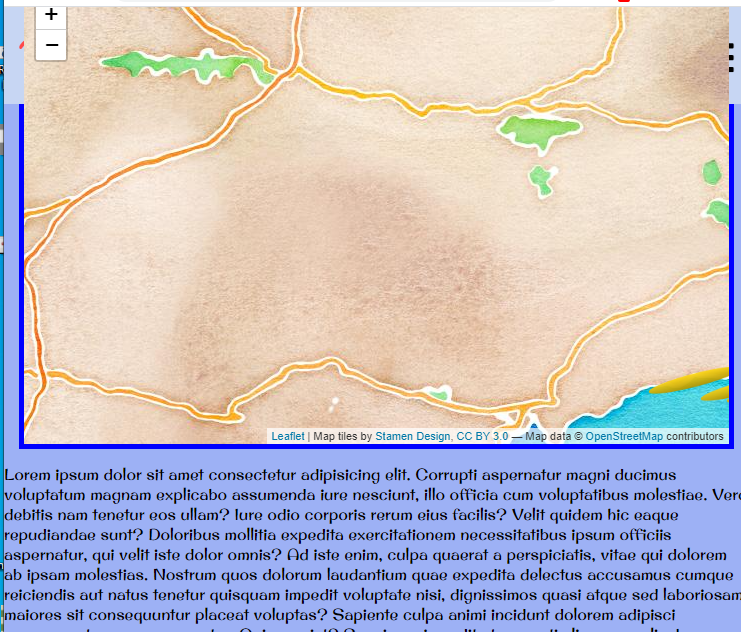 +
−
Leaflet | Map tiles by Stamen Design, CC BY 3.0 — Map data © OpenStreetMap contributors
Lorem ipsum dolor sit amet consectetur adipisicing elit. Corrupti aspernatur magni ducimus
voluptatum magnam explicabo assumenda iure nesciunt, illo officia cum voluptatibus molestiae. Vero
debitis nam tenetur eos ullam? Iure odio corporis rerum eius facilis? Velit quidem hic eaque
repudiandae sunt? Doloribus mollitia expedita exercitationem necessitatibus ipsum officiis
aspernatur, qui velit iste dolor omnis? Ad iste enim, culpa quaerat a perspiciatis, vitae qui dolorem
ab ipsam molestias. Nostrum quos dolorum laudantium quae expedita delectus accusamus cumque
reiciendis aut natus tenetur quisquam impedit voluptate nisi, dignissimos quasi atque sed laboriosam
maiores sit consequuntur placeat voluptas? Sapiente culpa animi incidunt dolorem adipisci